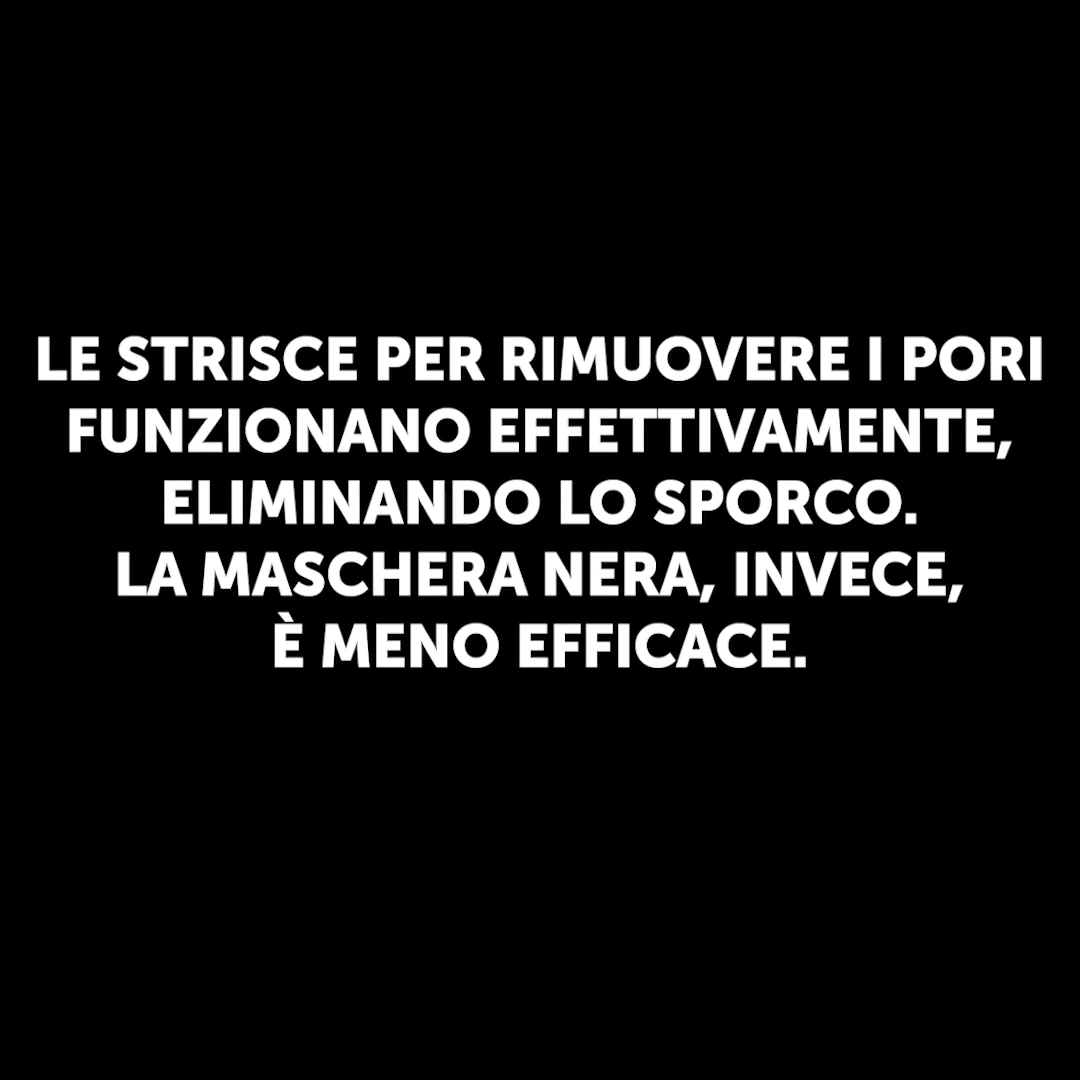 LE STRISCE PER RIMUOVERE I PORI
FUNZIONANO EFFETTIVAMENTE,
ELIMINANDO LO SPORCO.
LA MASCHERA NERA, INVECE,
È MENO EFFICACE.